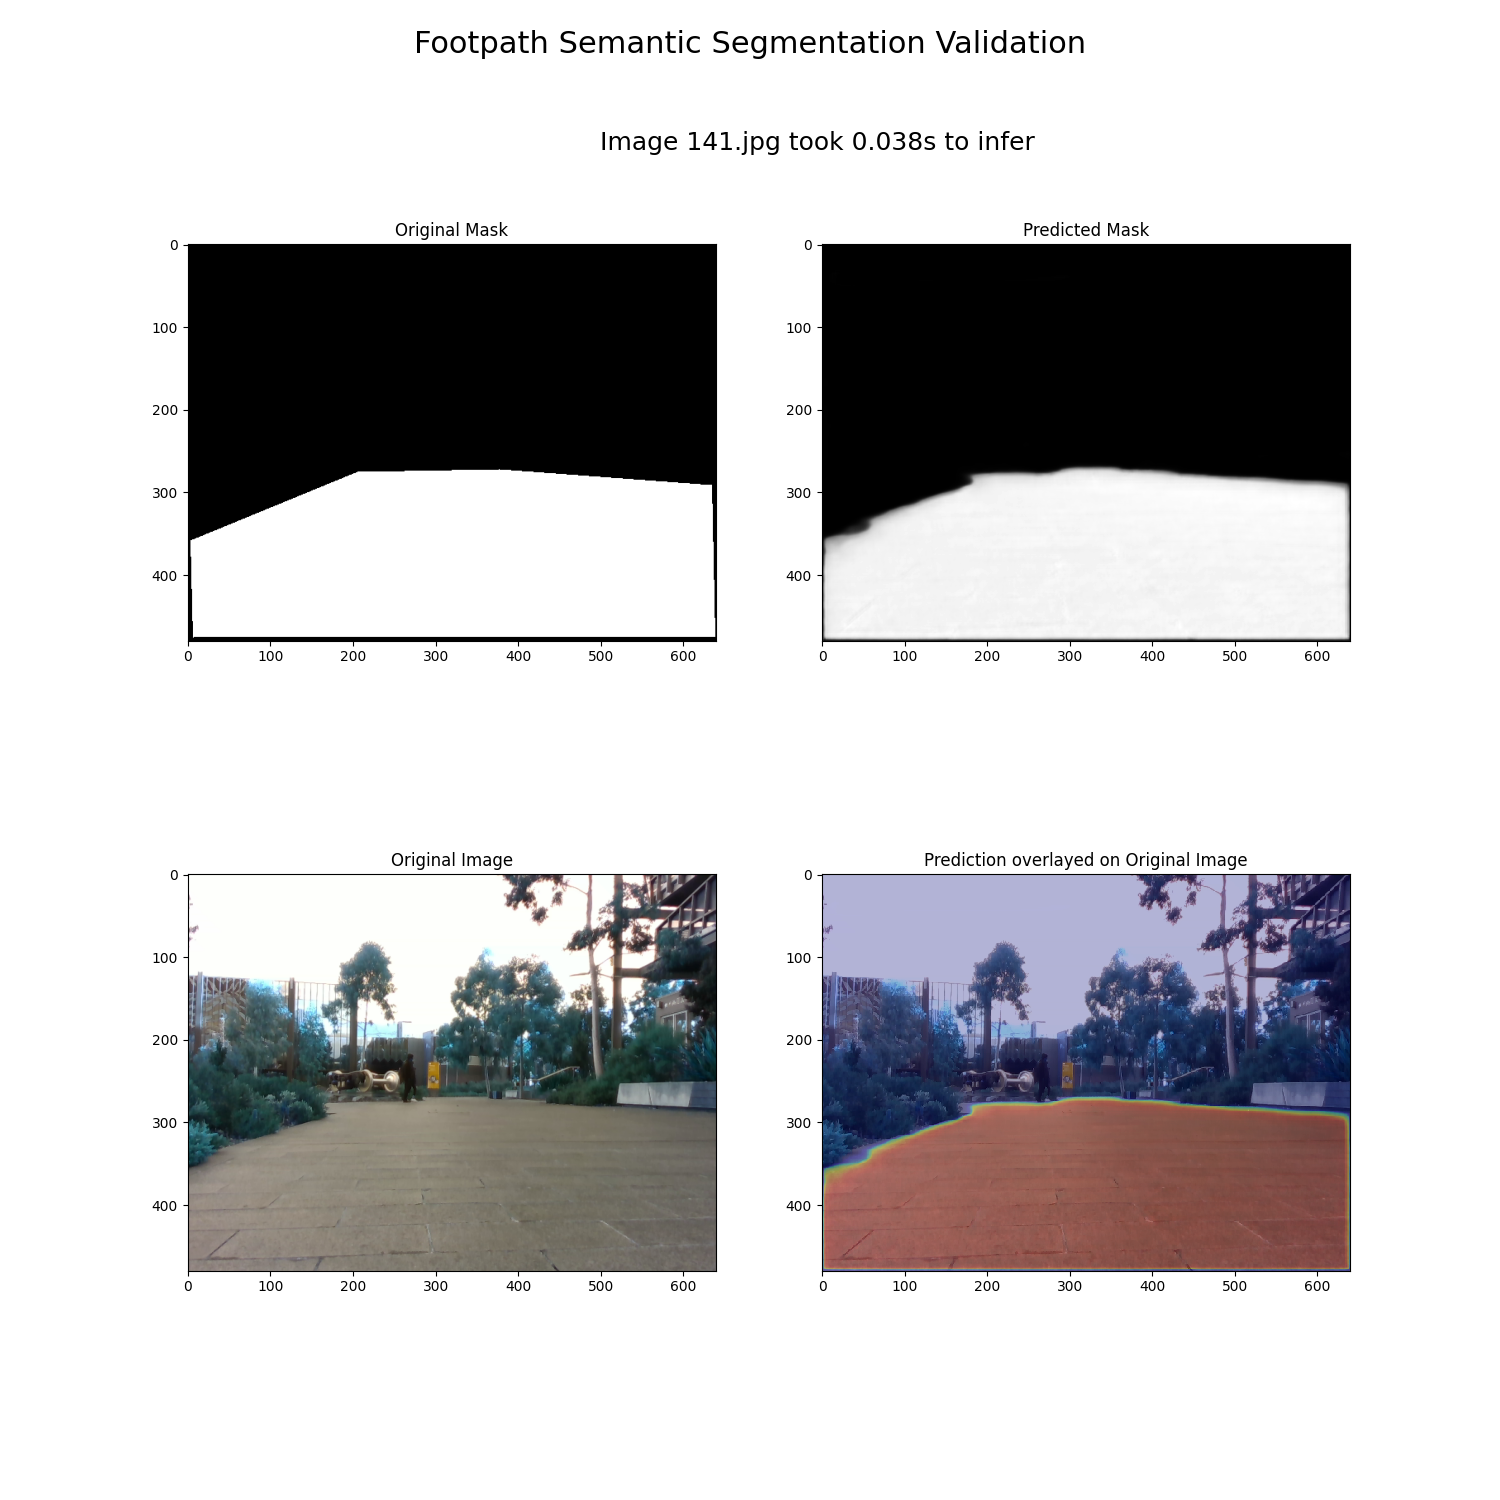 Footpath Semantic Segmentation Validation
Image 141.jpg took 0.038s to infer
Original Mask
0
100
200
300
400
0 100 200 300 400 500 600
Predicted Mask
0
100
200
300
400
0 100 200 300 400 500 600
Original Image
0
100
200
300
400
0 100 200 300 400 500 600
Prediction overlayed on Original Image
0
100
200
300
400
0 100 200 300 400 500 600